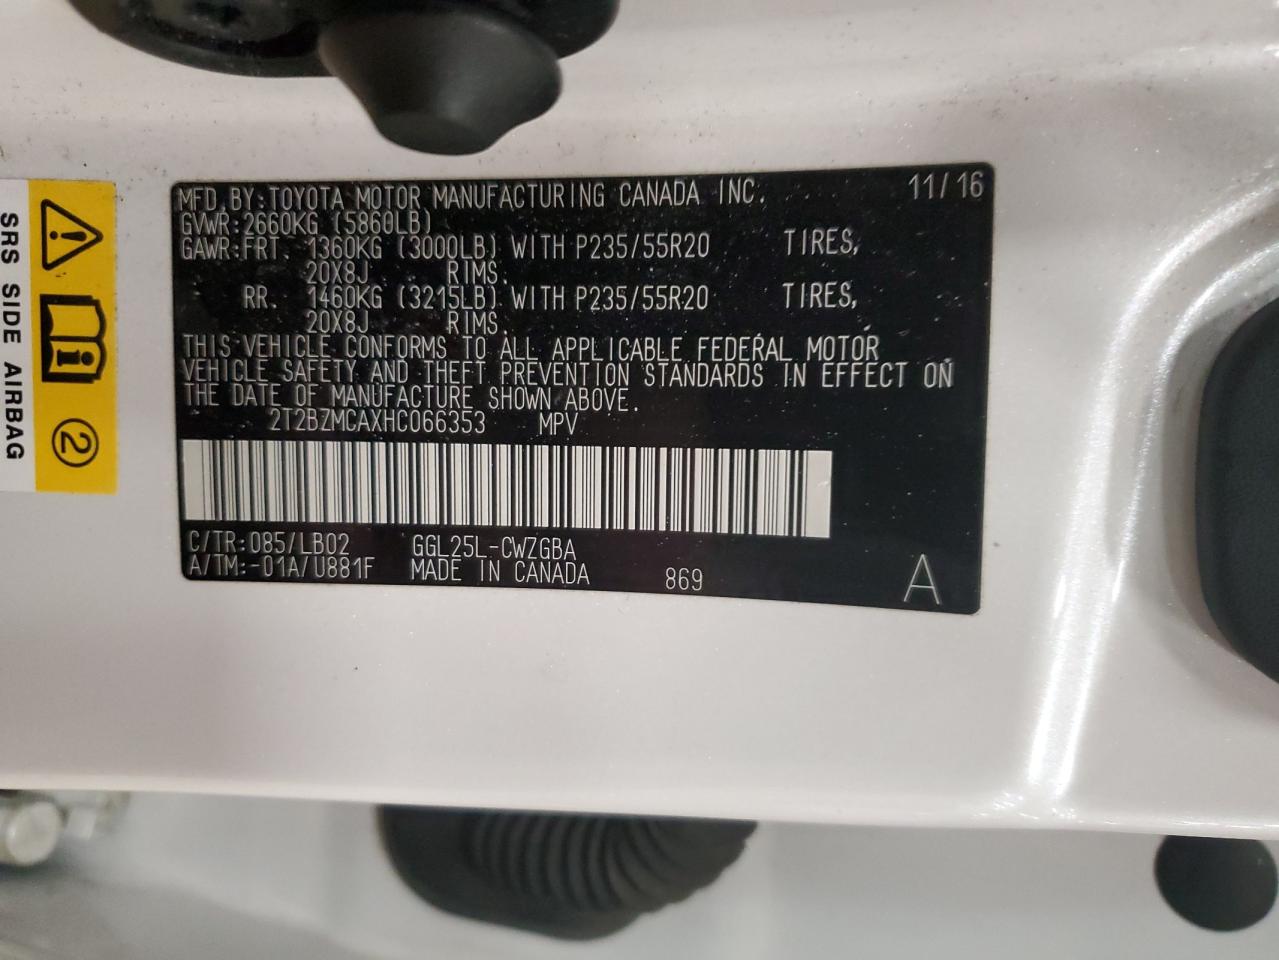 MFD.BY:TOYOTA MOTOR MANUFACTURING CANADA INC. 11/16
GVWR:2660KG (5860LB)
GAWR:FRT. 1360KG (3000LB) WITH P235/55R20 TIRES,
20X8J RIMS.
RR. 1460KG (3215LB) WITH P235/55R20 TIRES,
20X8J RIMS.
THIS VEHICLE CONFORMS TO ALL APPLICABLE FEDERAL MOTOR
VEHICLE SAFETY AND THEFT PREVENTION STANDARDS IN EFFECT ON
THE DATE OF MANUFACTURE SHOWN ABOVE.
2T2BZMCAXHC066353 MPV
C/TR:085/LB02 GGL25L-CWZGBA
A/TM:-01A/U881F MADE IN CANADA 869 A
SRS SIDE AIRBAG
2